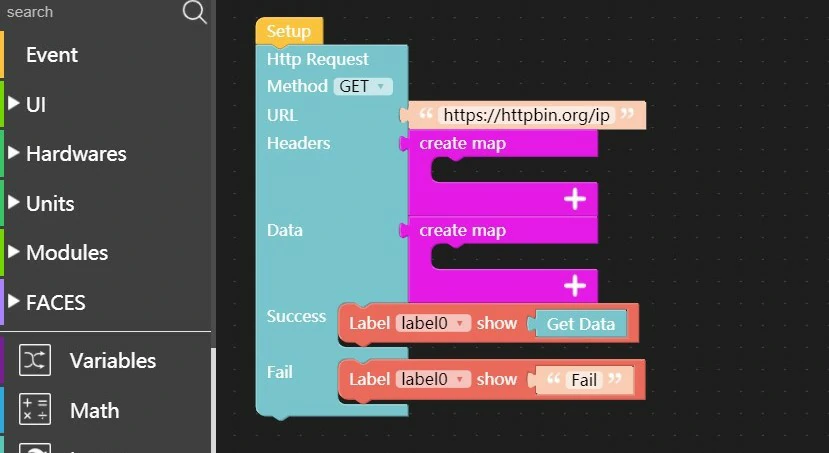 search
Event
UI
Hardwares
Units
Modules
FACES
Variables
Math
Setup
Http Request
Method GET
URL “ https://httpbin.org/ip ”
Headers create map
+
Data create map
+
Success Label label0 show Get Data
Fail Label label0 show “ Fail ”